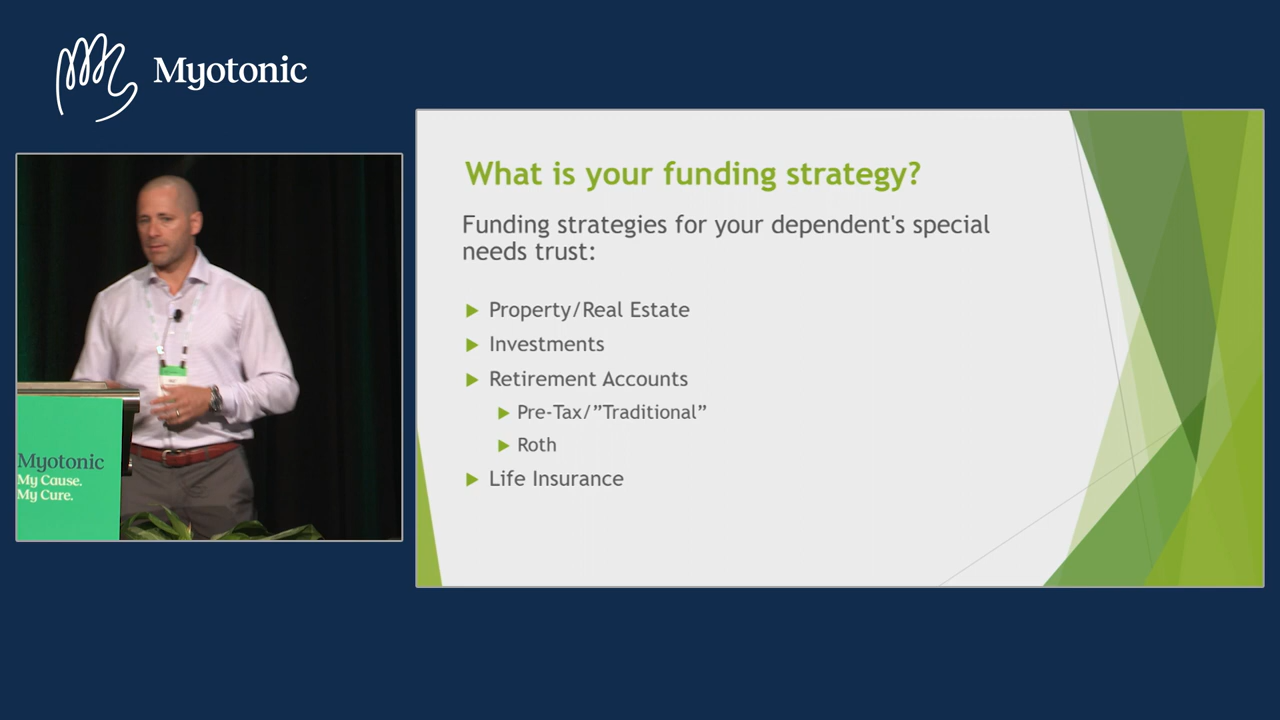 Myotonic
What is your funding strategy?
Funding strategies for your dependent's special
needs trust:
Property/Real Estate
Investments
Retirement Accounts
Pre-Tax/”Traditional”
Roth
Life Insurance
Myotonic
My Cause.
My Cure.